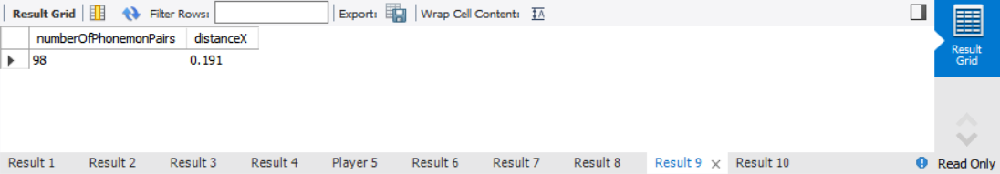 Result Grid Filter Rows: Export: Wrap Cell Content: IA
numberOfPhonemonPairs distanceX
98 0.191
Result
Grid
Result 1 Result 2 Result 3 Result 4 Player 5 Result 6 Result 7 Result 8 Result 9 × Result 10 Read Only